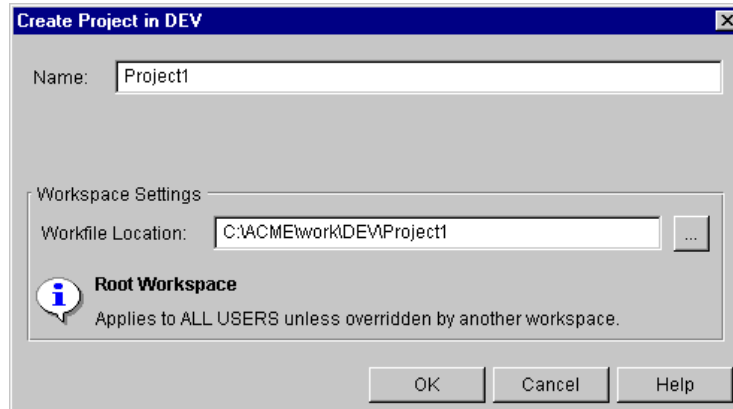 Create Project in DEV
Name: Project1
Workspace Settings
Workfile Location: C:\ACME\work\DEV\Project1 ...
Root Workspace
Applies to ALL USERS unless overridden by another workspace.
OK Cancel Help